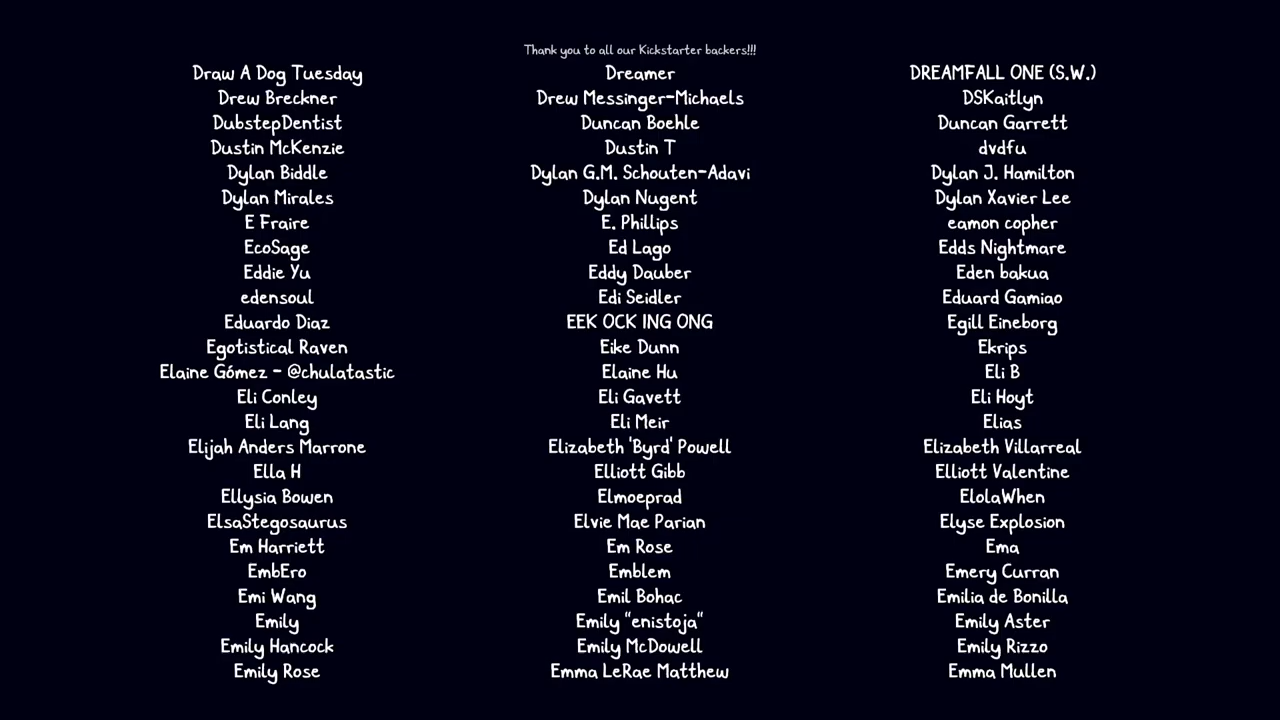 Thank you to all our Kickstarter backers!!!
Draw A Dog Tuesday Dreamer DREAMFALL ONE (S.W.)
Drew Breckner Drew Messinger-Michaels DSKaitlyn
DubstepDentist Duncan Boehle Duncan Garrett
Dustin McKenzie Dustin T dvdfu
Dylan Biddle Dylan G.M. Schouten-Adavi Dylan J. Hamilton
Dylan Mirales Dylan Nugent Dylan Xavier Lee
E Fraire E. Phillips eamon copher
EcoSage Ed Lago Edds Nightmare
Eddie Yu Eddy Dauber Eden bakua
edensoul Edi Seidler Eduard Gamiao
Eduardo Diaz EEK OCK ING ONG Egill Eineborg
Egotistical Raven Eike Dunn Ekrips
Elaine Gómez - @chulatastic Elaine Hu Eli B
Eli Conley Eli Gavett Eli Hoyt
Eli Lang Eli Meir Elias
Elijah Anders Marrone Elizabeth 'Byrd' Powell Elizabeth Villarreal
Ella H Elliott Gibb Elliott Valentine
Ellysia Bowen Elmoeprad ElolaWhen
ElsaStegosaurus Elvie Mae Parian Elyse Explosion
Em Harriett Em Rose Ema
EmbEro Emblem Emery Curran
Emi Wang Emil Bohac Emilia de Bonilla
Emily Emily "enistoja" Emily Aster
Emily Hancock Emily McDowell Emily Rizzo
Emily Rose Emma LeRae Matthew Emma Mullen